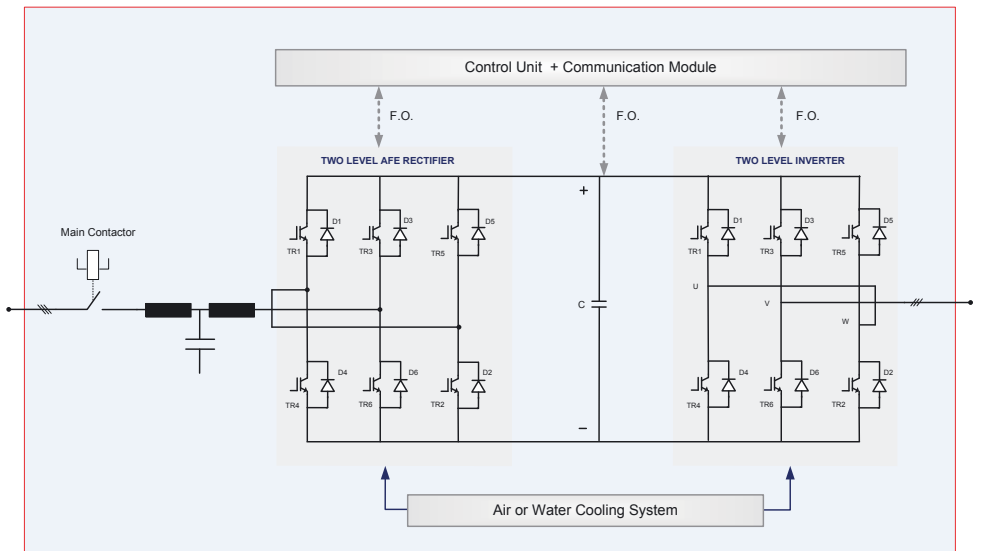 Control Unit + Communication Module
F.O.
F.O.
F.O.
TWO LEVEL AFE RECTIFIER
TWO LEVEL INVERTER
+
D1
D3
D5
D1
D3
D5
TR1
TR3
TR5
TR1
TR3
TR5
Main Contactor
U
C
V
W
D4
D6
D2
D4
D6
D2
TR4
TR6
TR2
TR4
TR6
TR2
–
Air or Water Cooling System